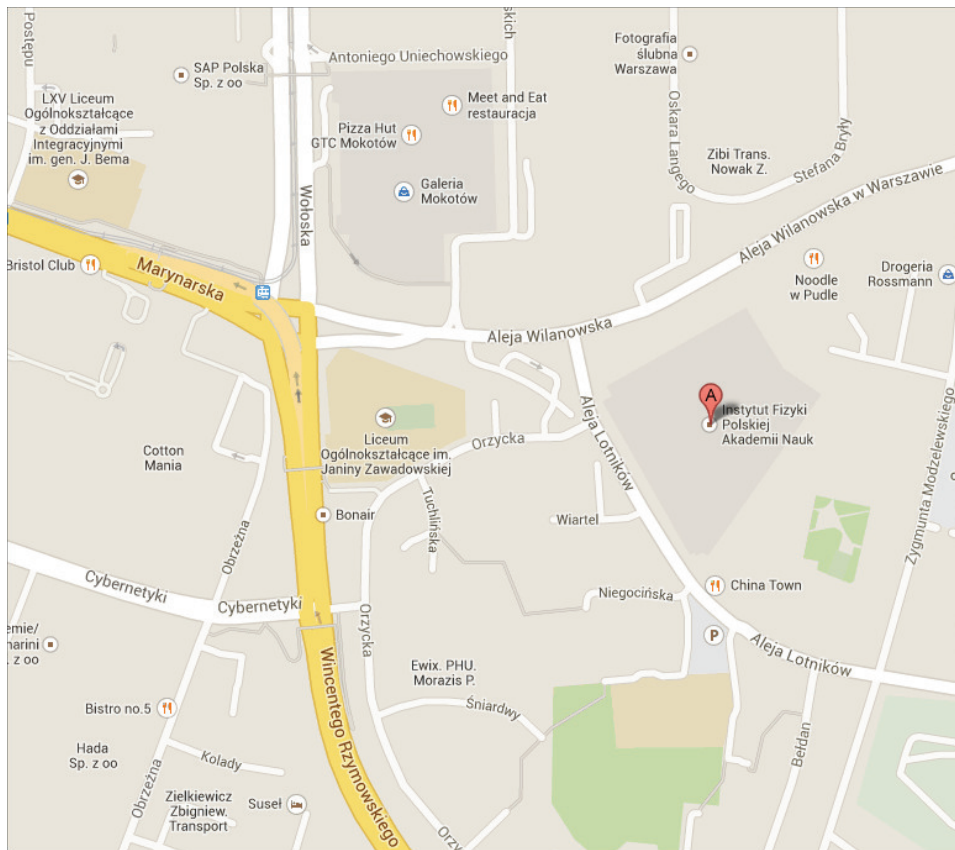 Postępu
skich
Antoniego Uniechowskiego
Fotografia
ślubna
Warszawa
SAP Polska
Sp. z oo
LXV Liceum
Ogólnokształcące
z Oddziałami
Integracyjnymi
im. gen. J. Bema
Meet and Eat
restauracja
Pizza Hut
GTC Mokotów
Oskara Langego
Stefana Bryły
Zibi Trans.
Nowak Z.
Galeria
Mokotów
Wołoska
Aleja Wilanowska w Warszawie
Bristol Club
Marynarska
Noodle
w Pudle
Drogeria
Rossmann
Aleja Wilanowska
A
Instytut Fizyki
Polskiej
Akademii Nauk
Aleja Lotników
Liceum
Ogólnokształcące im.
Janiny Zawadowskiej
Orzycka
Cotton
Mania
Tuchlińska
Zygmunta Modzelewskiego
Bonair
Wiartel
Obrzeżna
Cybernetyki
Cybernetyki
Orzycka
Niegocińska
China Town
P
Aleja Lotników
emie/
narini
. z oo
Wincentego Rzymowskiego
Ewix. PHU.
Morazis P.
Śniardwy
Bełdan
Bistro no.5
Hada
Sp. z oo
Kolady
Obrzeżna
Zielkiewicz
Zbigniew.
Transport
Suseł
Orzy